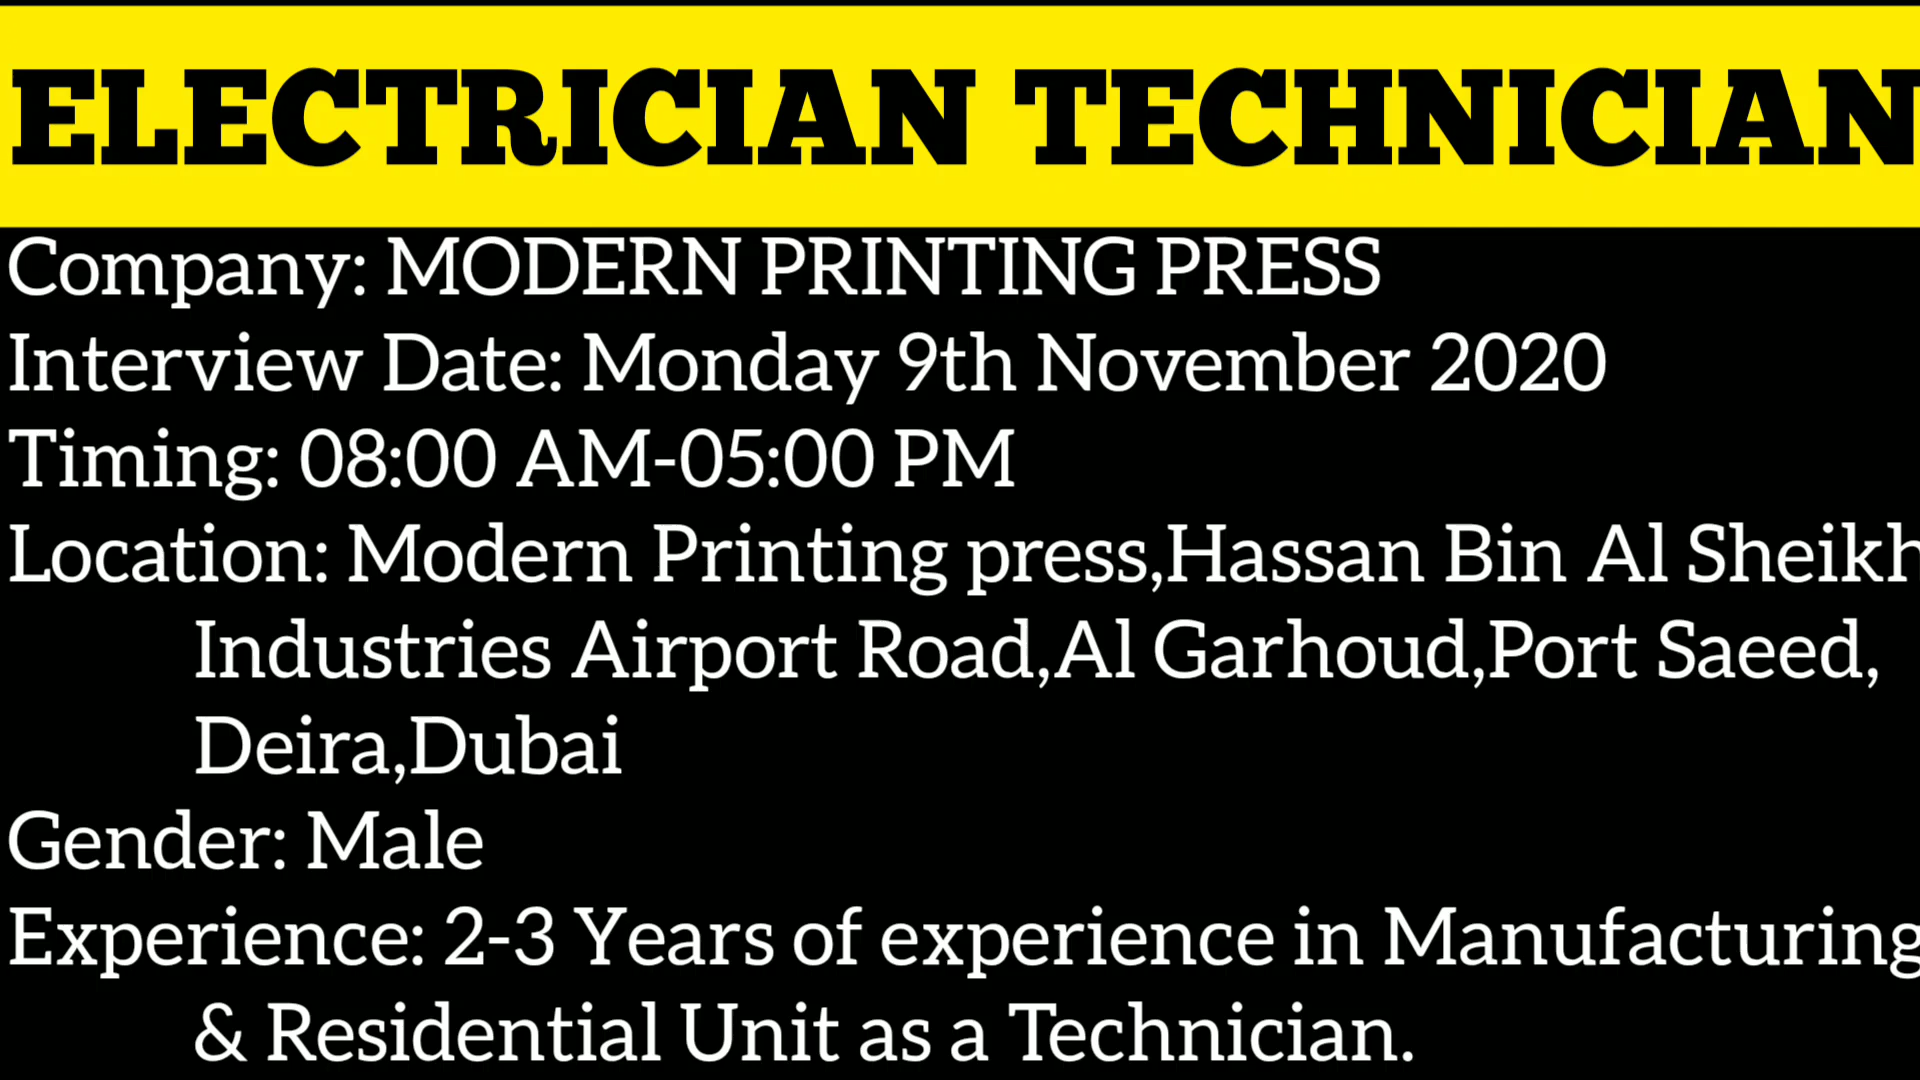 ELECTRICIAN TECHNICIAN
Company: MODERN PRINTING PRESS
Interview Date: Monday 9th November 2020
Timing: 08:00 AM-05:00 PM
Location: Modern Printing press,Hassan Bin Al Sheikh
Industries Airport Road,Al Garhoud,Port Saeed,
Deira,Dubai
Gender: Male
Experience: 2-3 Years of experience in Manufacturing
& Residential Unit as a Technician.